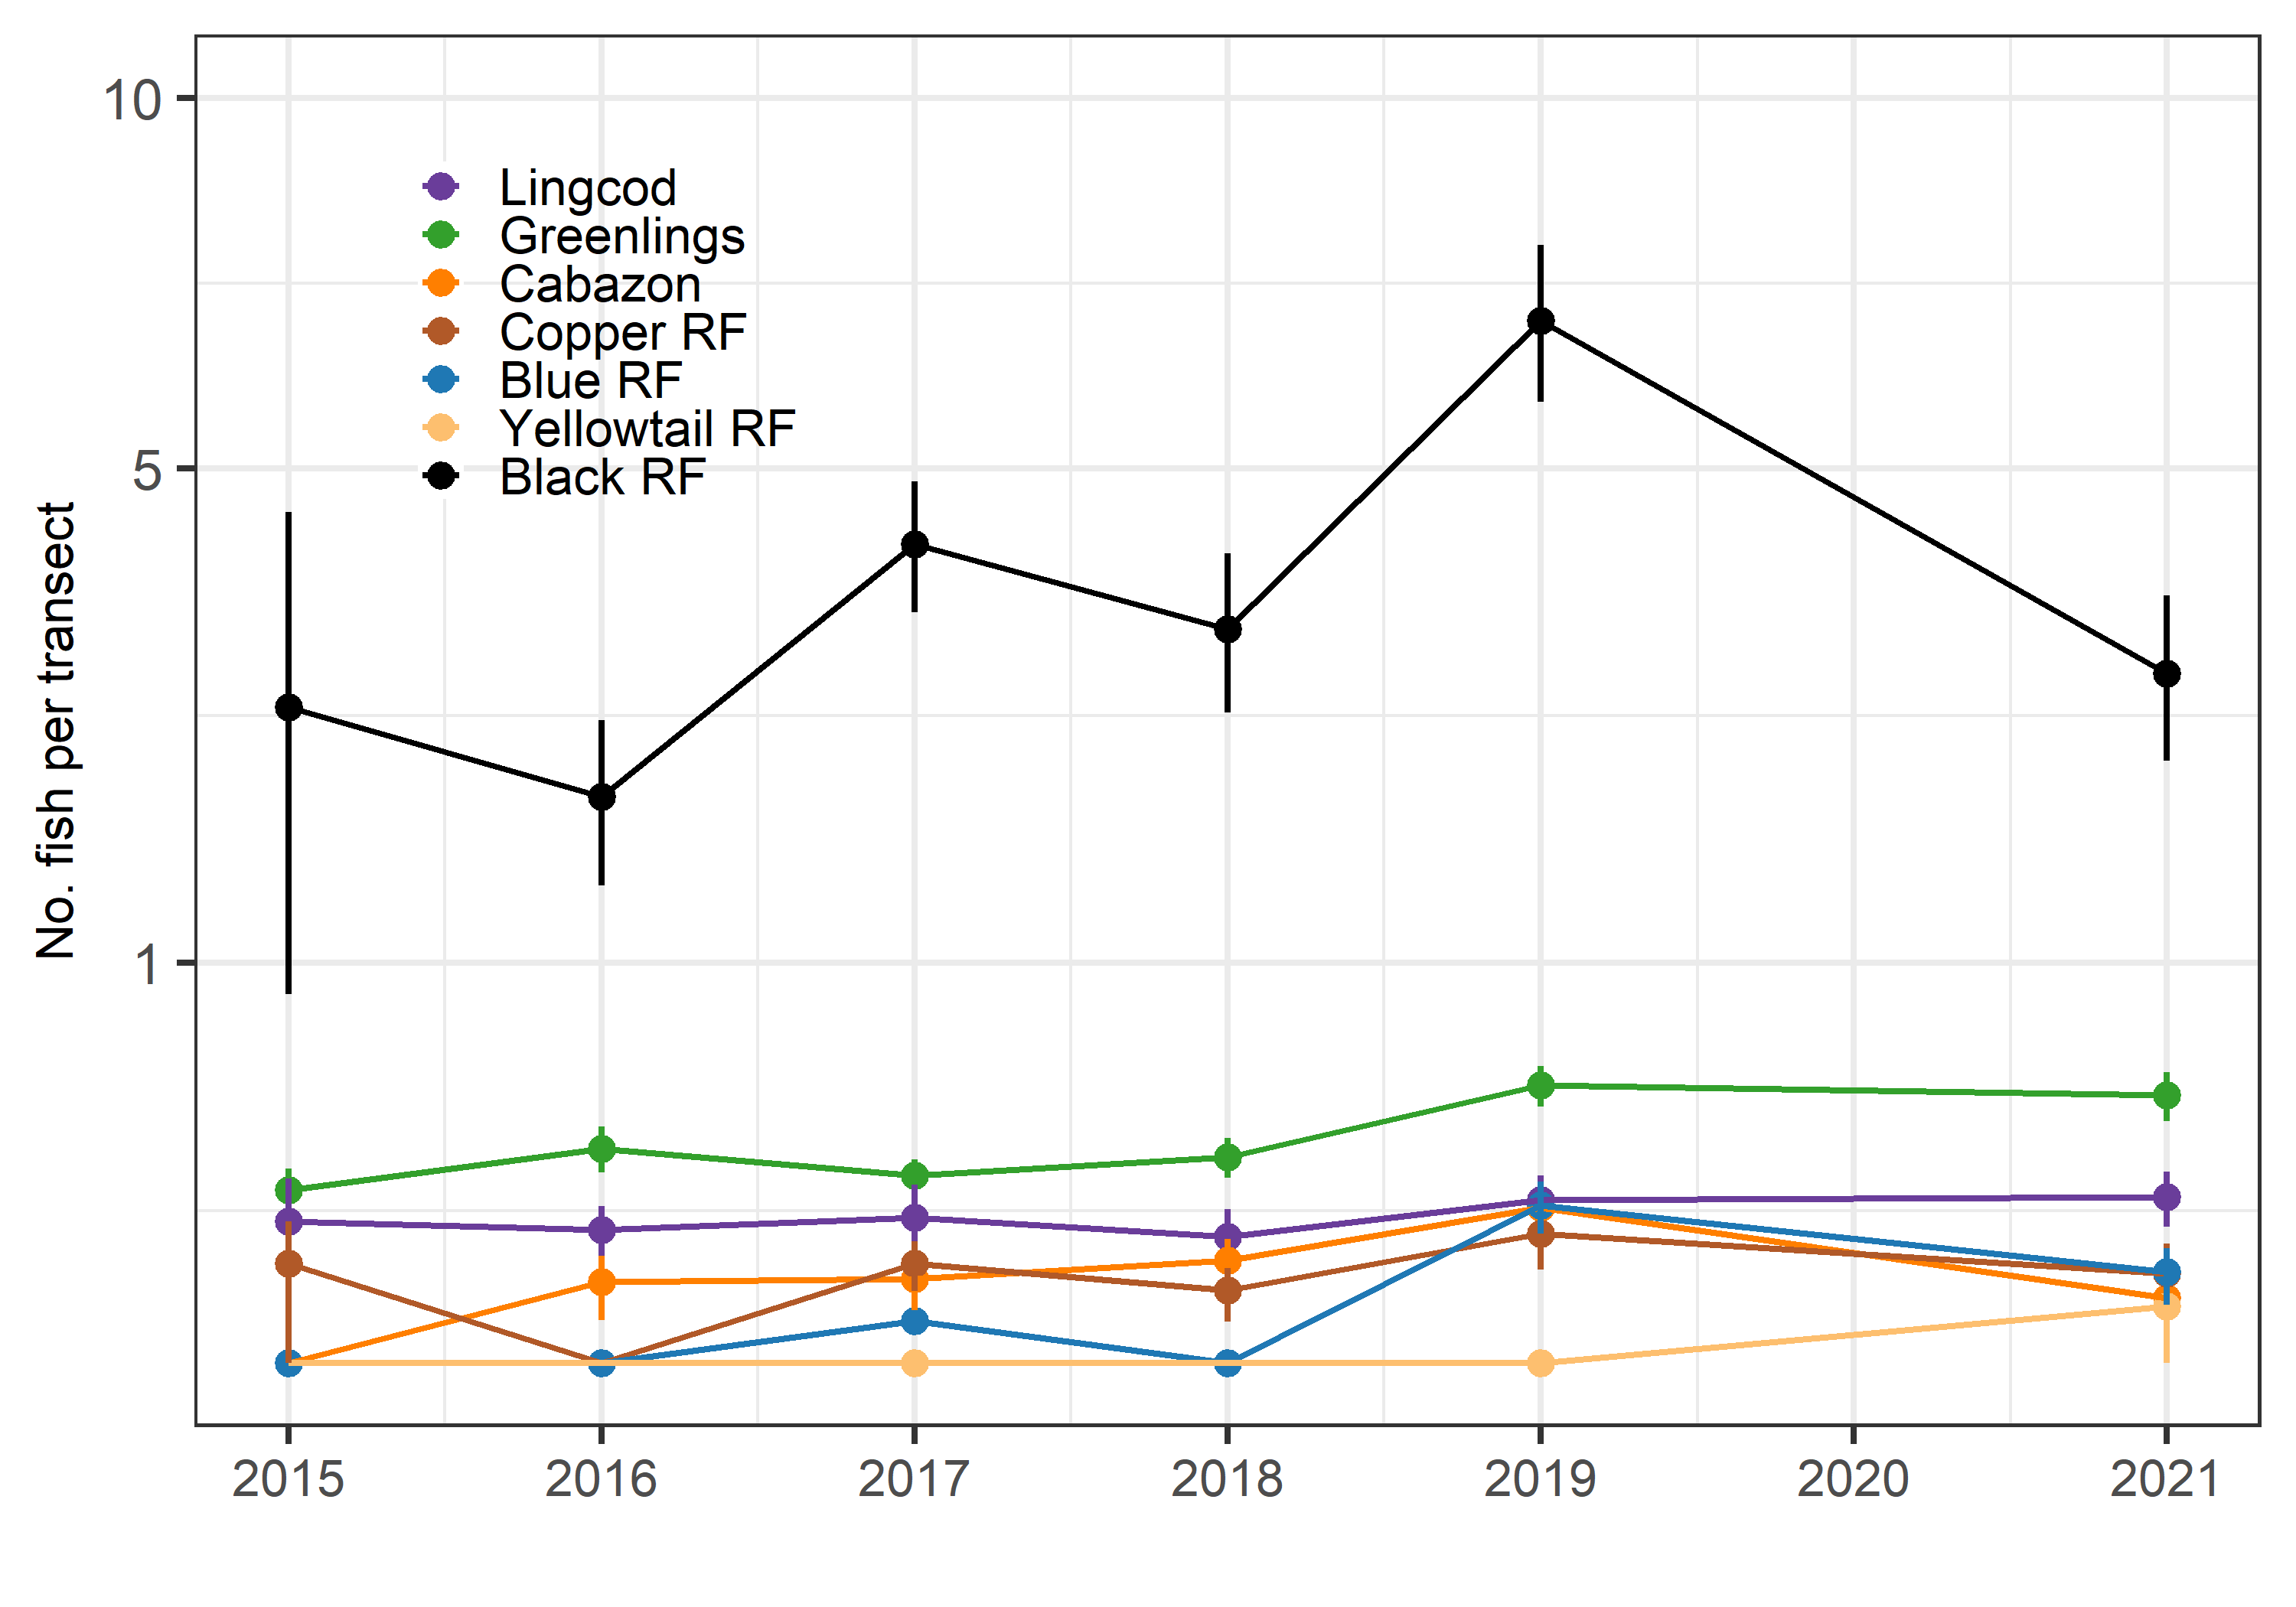 10
5
1
No. fish per transect
Lingcod
Greenlings
Cabazon
Copper RF
Blue RF
Yellowtail RF
Black RF
2015 2016 2017 2018 2019 2020 2021